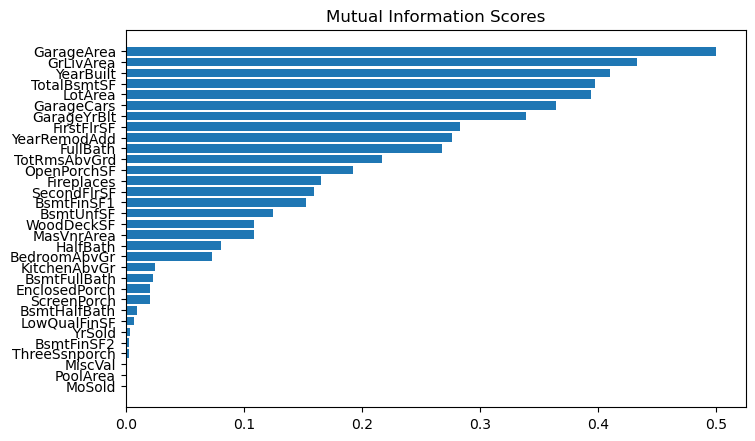 Mutual Information Scores
GarageArea
GrLivArea
YearBuilt
TotalBsmtSF
LotArea
GarageCars
GarageYrBlt
FirstFlrSF
YearRemodAdd
FullBath
TotRmsAbvGrd
OpenPorchSF
Fireplaces
SecondFlrSF
BsmtFinSF1
BsmtUnfSF
WoodDeckSF
MasVnrArea
HalfBath
BedroomAbvGr
KitchenAbvGr
BsmtFullBath
EnclosedPorch
ScreenPorch
BsmtHalfBath
LowQualFinSF
YrSold
BsmtFinSF2
ThreeSsnporch
MiscVal
PoolArea
MoSold
0.0 0.1 0.2 0.3 0.4 0.5